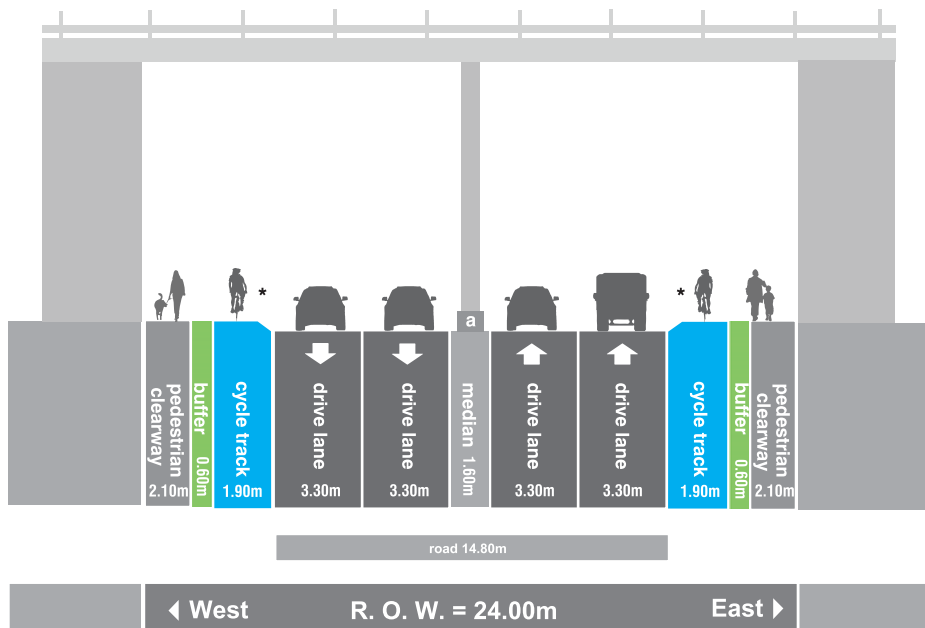 *
*
a
pedestrian
clearway
2.10m
buffer 0.60m
cycle track
1.90m
drive lane
3.30m
drive lane
3.30m
median 1.60m
drive lane
3.30m
drive lane
3.30m
cycle track
1.90m
buffer 0.60m
pedestrian
clearway
2.10m
road 14.80m
West
R. O. W. = 24.00m
East